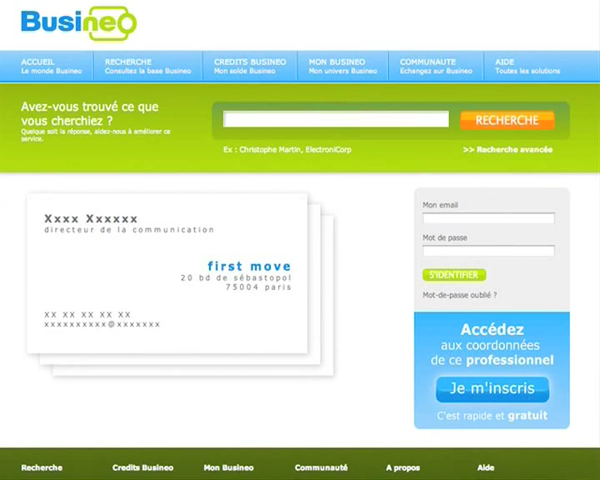 Busineo
ACCUEIL
Le monde Busineo
RECHERCHE
Consultez la base Busineo
CREDITS BUSINEO
Mon solde Busineo
MON BUSINEO
Mon univers Busineo
COMMUNAUTE
Echangez sur Busineo
AIDE
Toutes les solutions
Avez-vous trouvé ce que
vous cherchiez ?
Quelque soit la réponse, aidez-nous à améliorer ce
service.
RECHERCHE
Ex : Christophe Martin, ElectroniCorp
>> Recherche avancée
Xxxx Xxxxxx
directeur de la communication
first move
20 bd de sébastopol
75004 paris
xx xx xx xx xx
xxxxxxxxxx@xxxxxxx
Mon email
Mot de passe
S'IDENTIFIER
Mot-de-passe oublié ?
Accédez
aux coordonnées
de ce professionnel
Je m'inscris
C'est rapide et gratuit
Recherche
Credits Busineo
Mon Busineo
Communauté
A propos
Aide